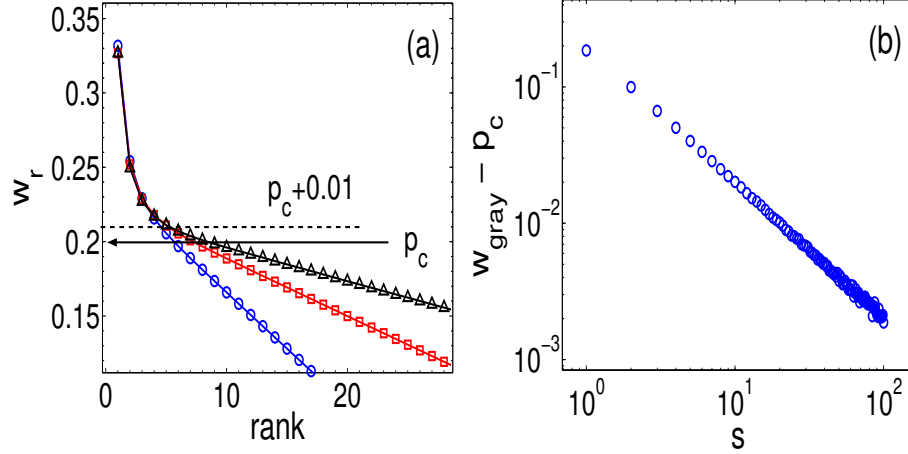 (a)
0.35
0.3
0.25
0.2
0.15
w_r
p_c+0.01
p_c
0
10
20
rank
(b)
10^-1
10^-2
10^-3
w_gray − p_c
10^0
10^1
10^2
s